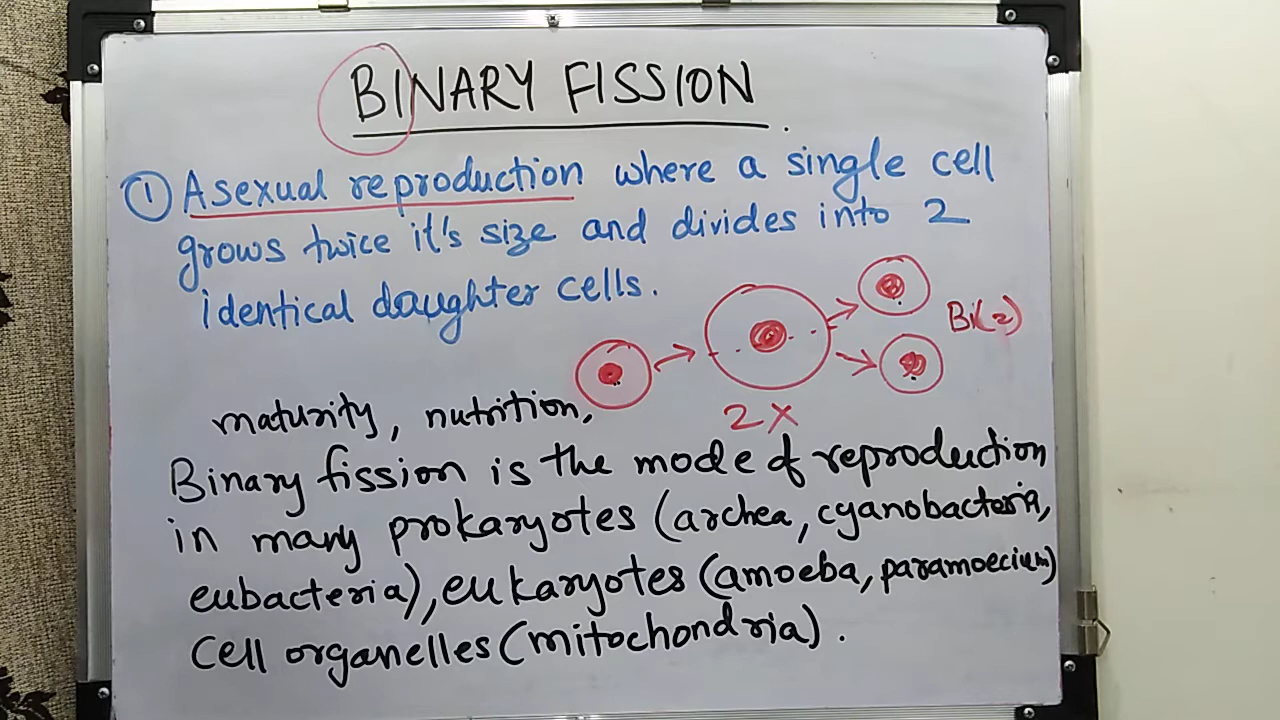 BINARY FISSION.
① Asexual reproduction where a single cell
grows twice it's size and divides into 2
identical daughter cells.
Bi(2)
2X
maturity, nutrition,
Binary fission is the mode of reproduction
in many prokaryotes (archea, cyanobacteria,
eubacteria), eukaryotes (amoeba, paramoecium)
cell organelles (mitochondria).